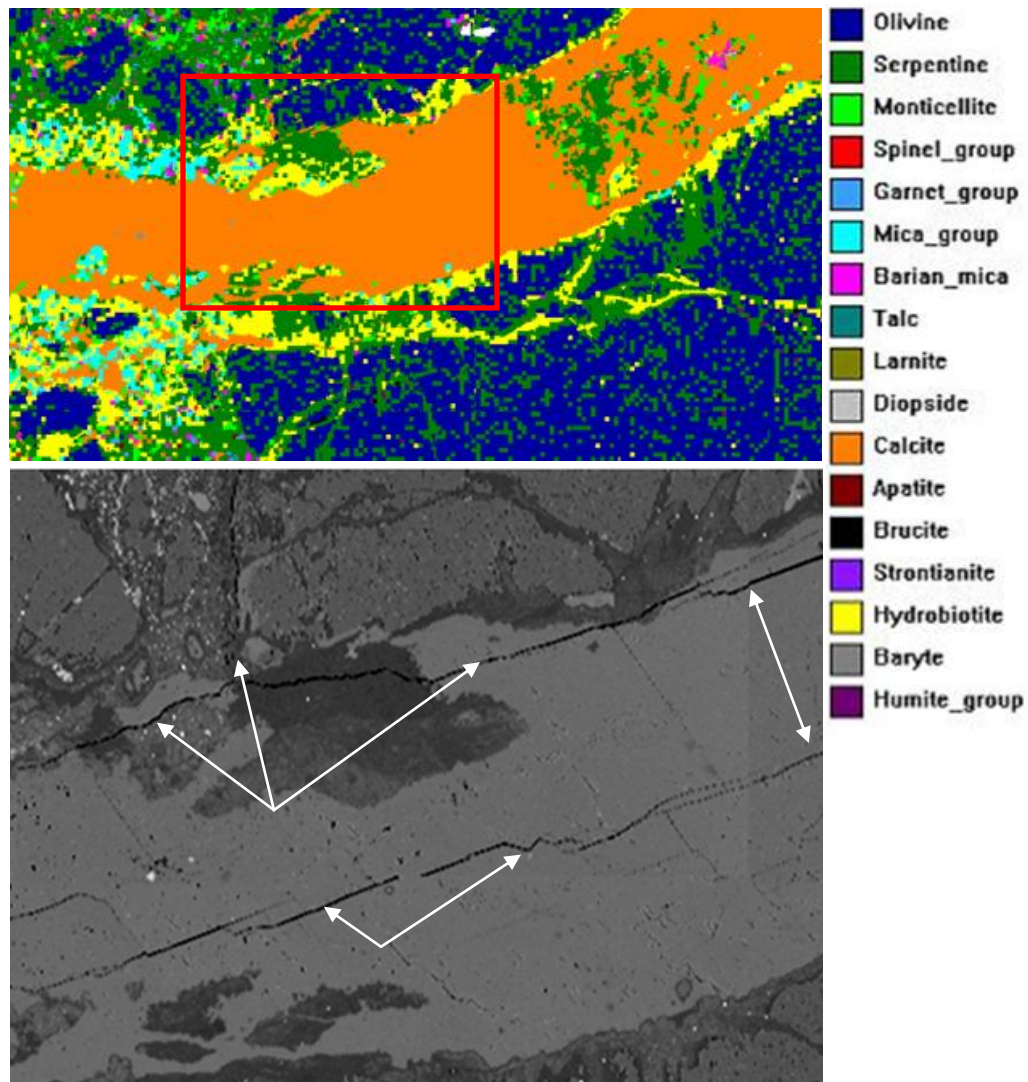 Olivine
Serpentine
Monticellite
Spinel_group
Garnet_group
Mica_group
Barian_mica
Talc
Larnite
Diopside
Calcite
Apatite
Brucite
Strontianite
Hydrobiotite
Baryte
Humite_group